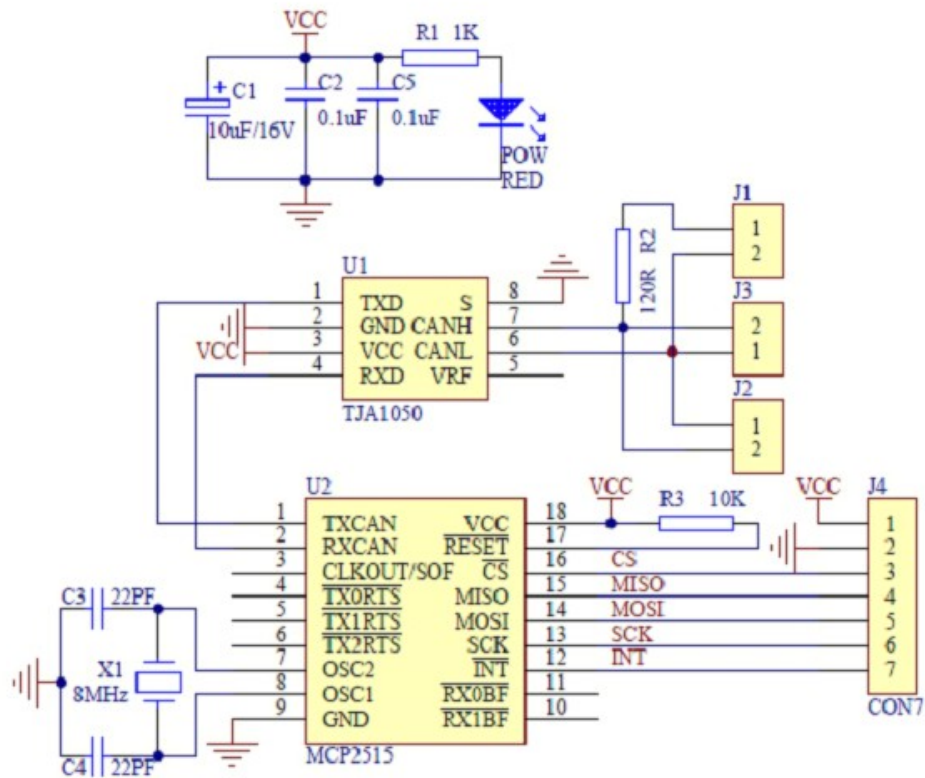 VCC
R1 1K
C1
10uF/16V
C2
0.1uF
C5
0.1uF
POW
RED
J1
1
2
120R R2
J3
2
1
J2
1
2
U1
1 TXD S 8
2 GND CANH 7
VCC 3 VCC CANL 6
4 RXD VRF 5
TJA1050
U2
1 TXCAN VCC 18
2 RXCAN RESET 17
3 CLKOUT/SOF CS 16
4 TX0RTS MISO 15
5 TX1RTS MOSI 14
6 TX2RTS SCK 13
7 OSC2 INT 12
8 OSC1 RX0BF 11
9 GND RX1BF 10
MCP2515
VCC
R3 10K
CS
MISO
MOSI
SCK
INT
VCC
J4
1
2
3
4
5
6
7
CON7
C3 22PF
X1
8MHz
C4 22PF